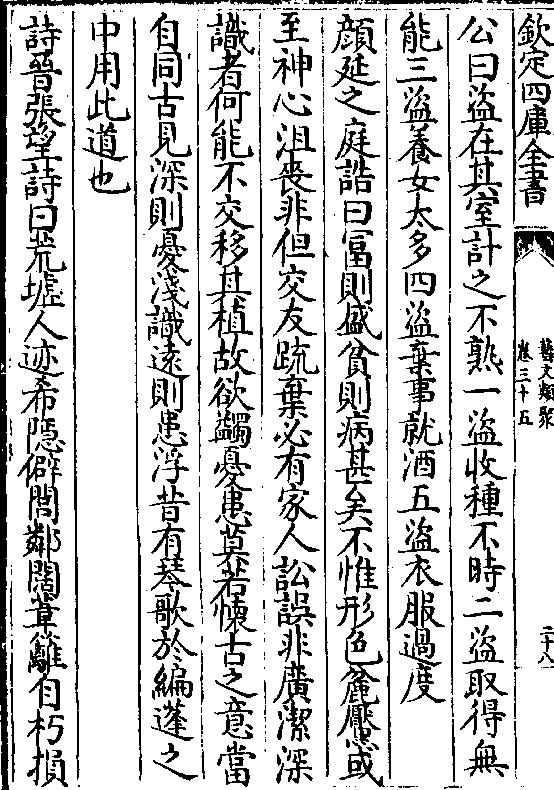 欽定四庫全書
藝文類聚
卷三十五
二十八
公曰盜在其室計之不熟一盜收種不時二盜取得無
能三盜養女太多四盜棄事就酒五盜衣服過度
顔延之庭誥曰富則盛貧則病甚矣不惟形色麄黶或
至神心沮喪非但交友疏棄必有家人訟誤非廣潔深
識者何能不交移其植故欲蠲憂患莫若懷古之意當
自同古見深則憂淺識遠則患浮昔有琴歌於編蓬之
中用此道也
詩晉張望詩曰荒墟人迹希隱僻閭鄰闊葦籬自朽損